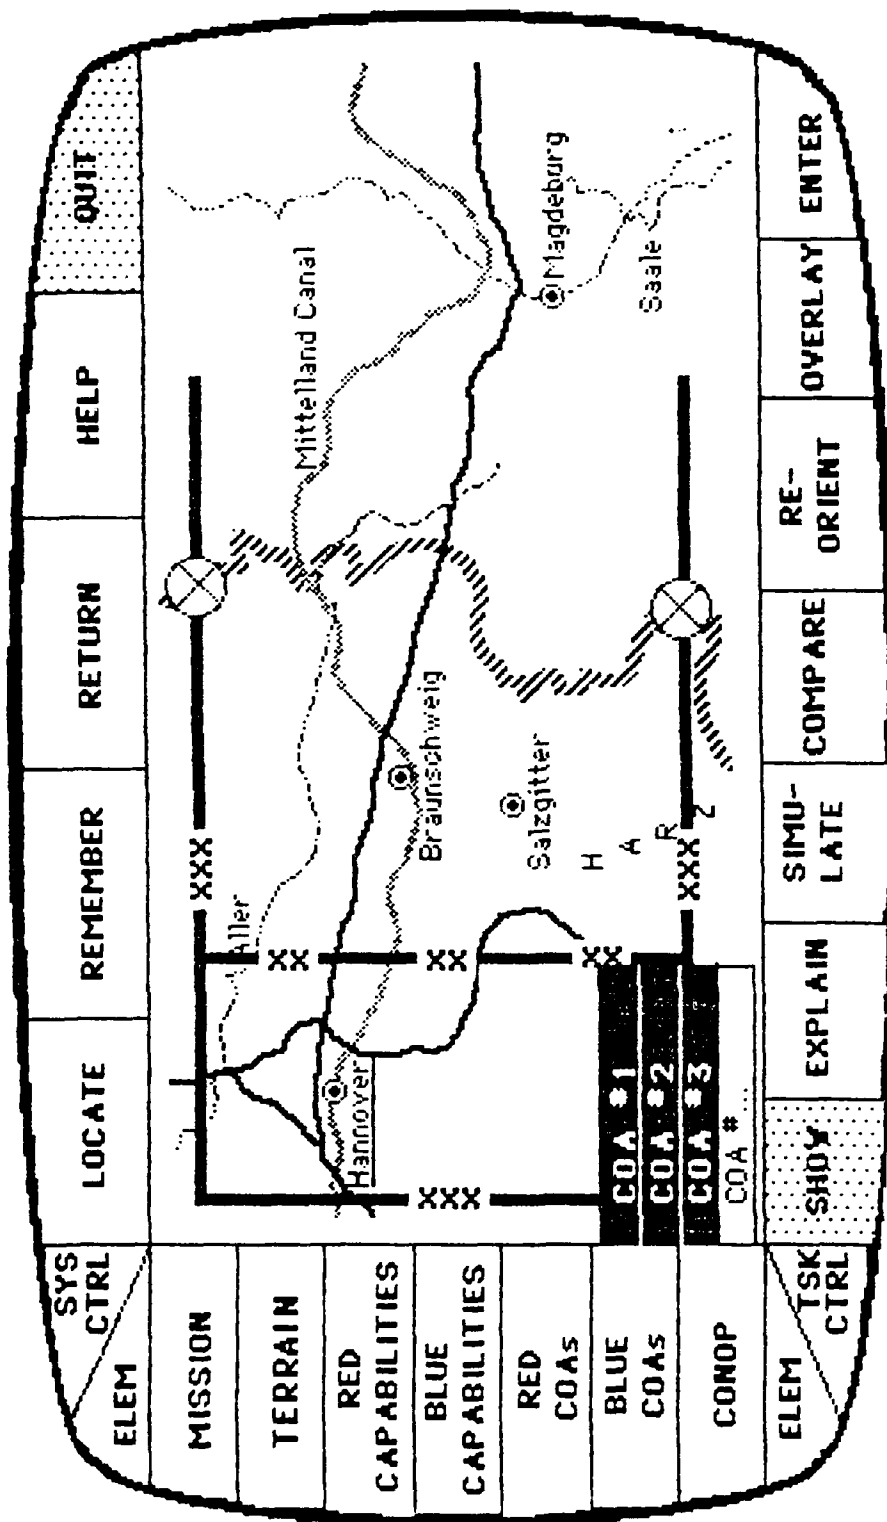 SYS
CTRL
LOCATE
REMEMBER
RETURN
HELP
QUIT
ELEM
MISSION
TERRAIN
RED
CAPABILITIES
BLUE
CAPABILITIES
RED
COAs
BLUE
COAs
CONOP
ELEM
TSK
CTRL
XXX
Aller
XX
Mittelland Canal
Hannover
XXX
XX
Braunschweig
Magdeburg
Salzgitter
XX
H
A
R
Z
Saale
XXX
COA #1
COA #2
COA #3
COA #...
SHOW
EXPLAIN
SIMU-
LATE
COMPARE
RE-
ORIENT
OVERLAY
ENTER